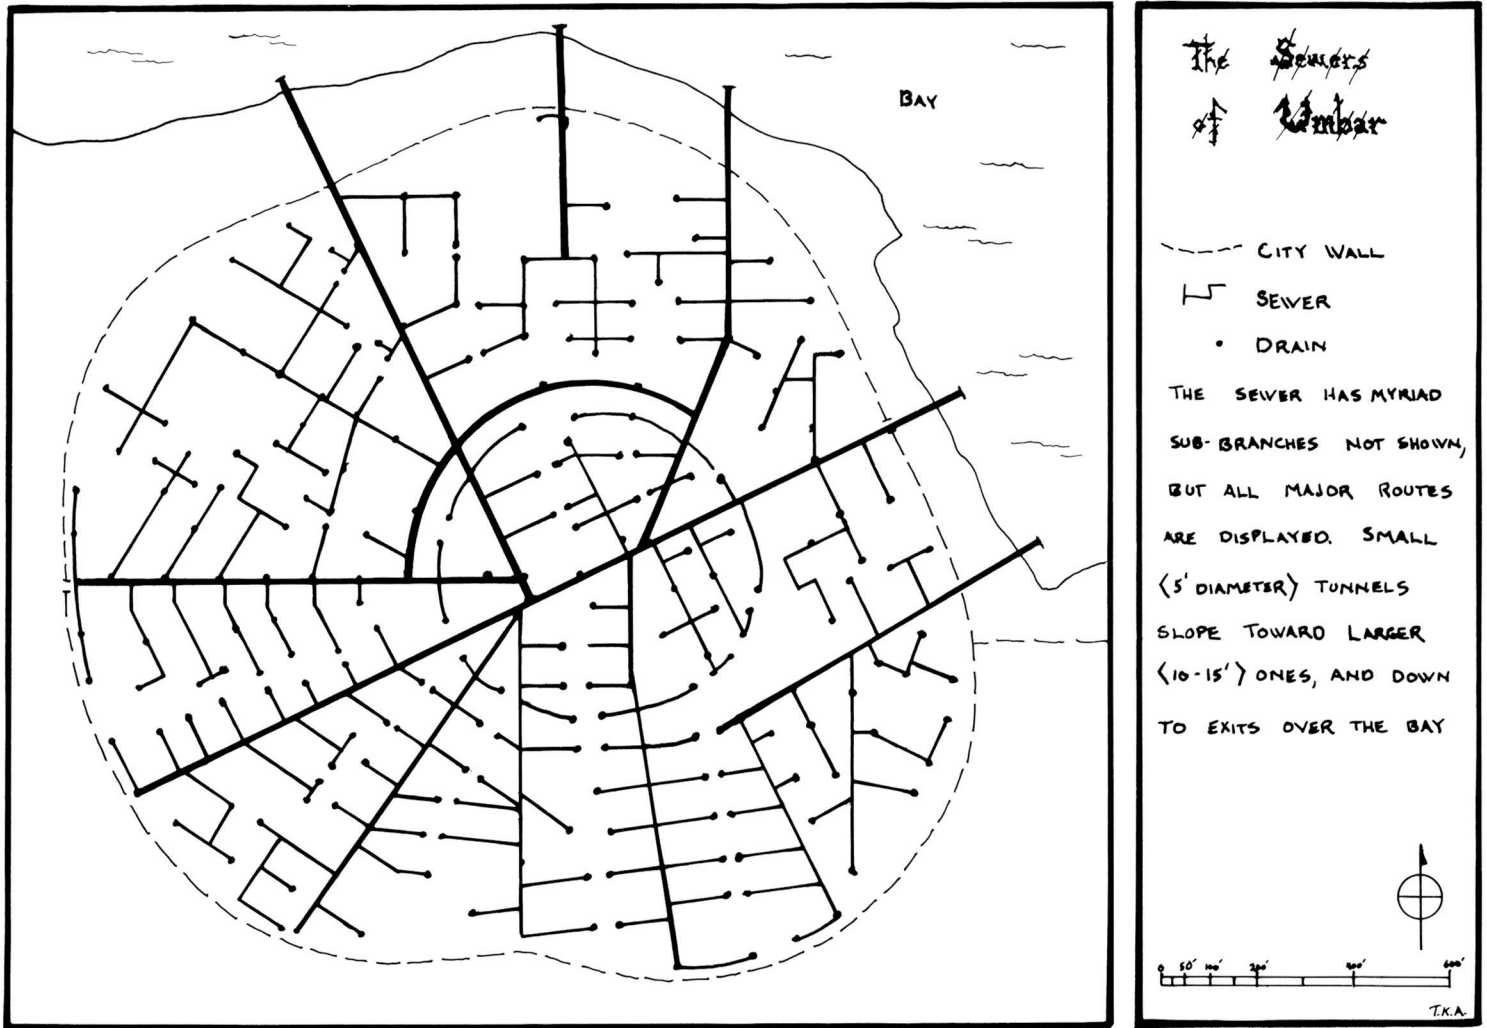 BAY
The Sewers
of Umbar
CITY WALL
SEWER
DRAIN
THE SEWER HAS MYRIAD
SUB-BRANCHES NOT SHOWN,
BUT ALL MAJOR ROUTES
ARE DISPLAYED. SMALL
<5' DIAMETER> TUNNELS
SLOPE TOWARD LARGER
<10-15'> ONES, AND DOWN
TO EXITS OVER THE BAY
0 50' 100' 200' 400' 600'
T.K.A.